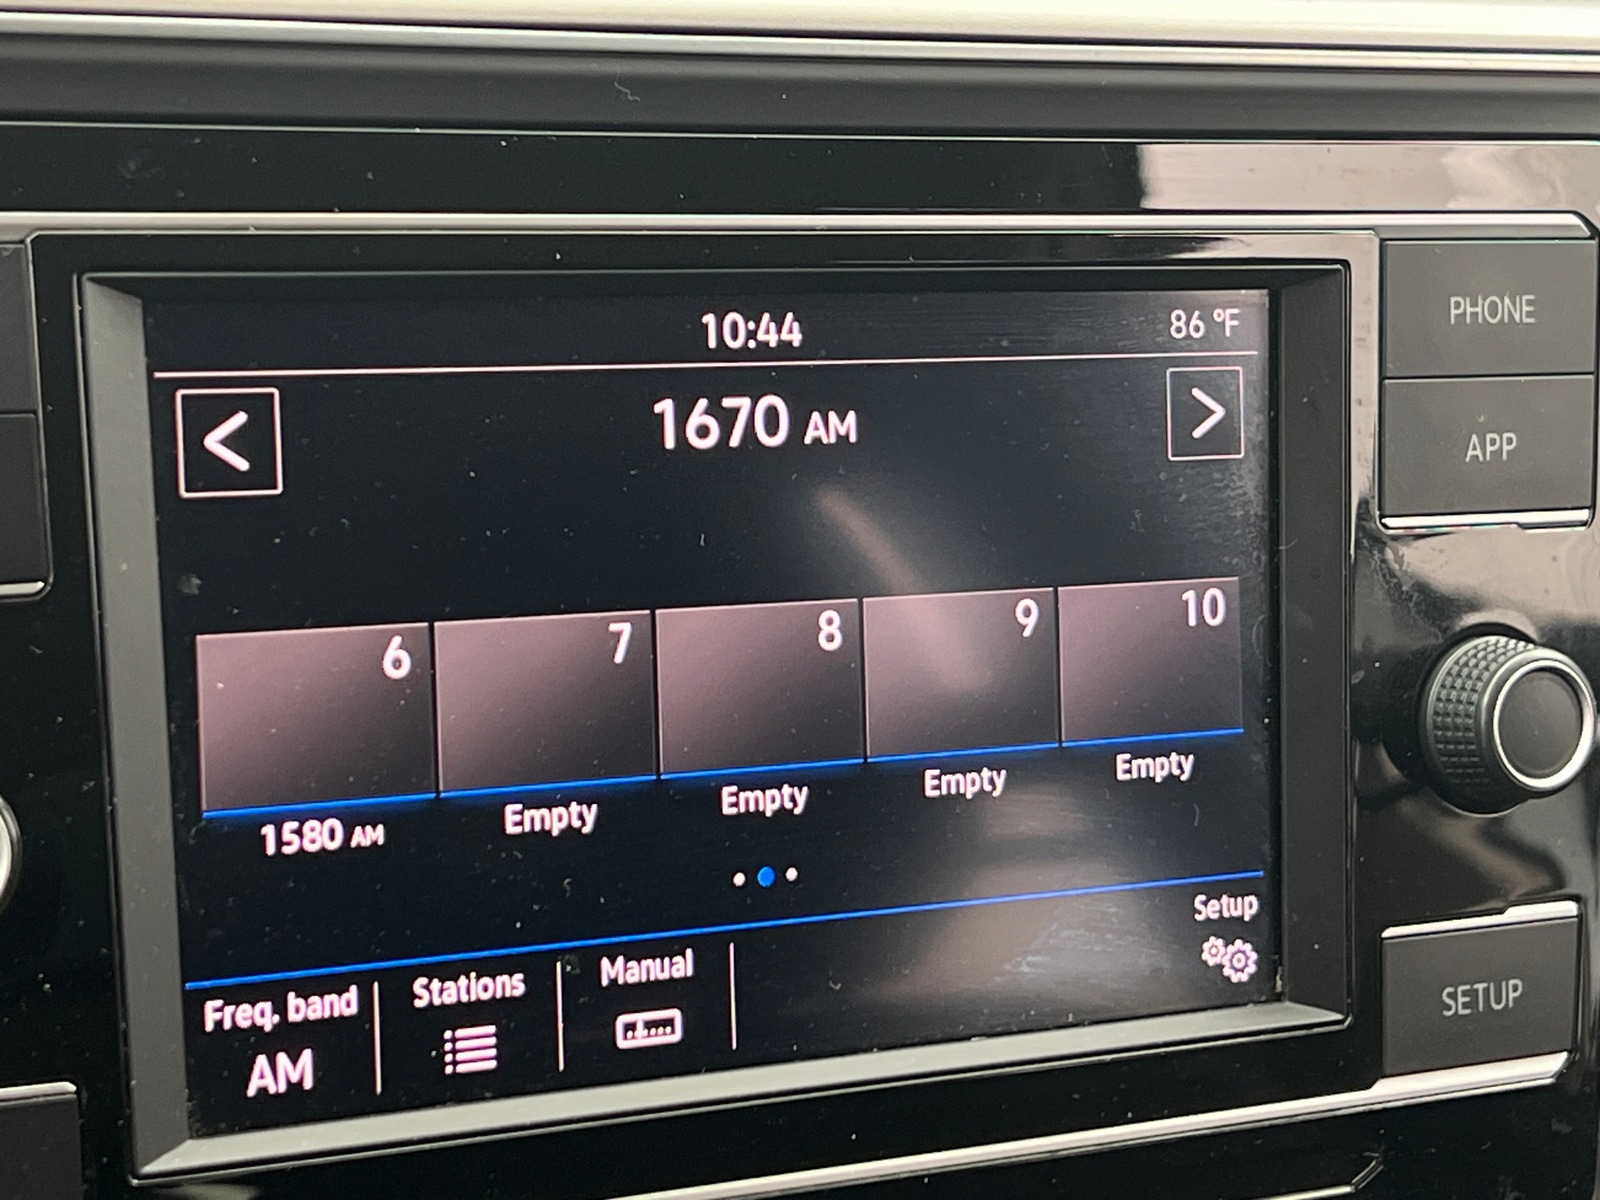 10:44
86 °F
<
1670 AM
>
PHONE
APP
6
7
8
9
10
1580 AM
Empty
Empty
Empty
Empty
Freq. band
AM
Stations
Manual
Setup
SETUP